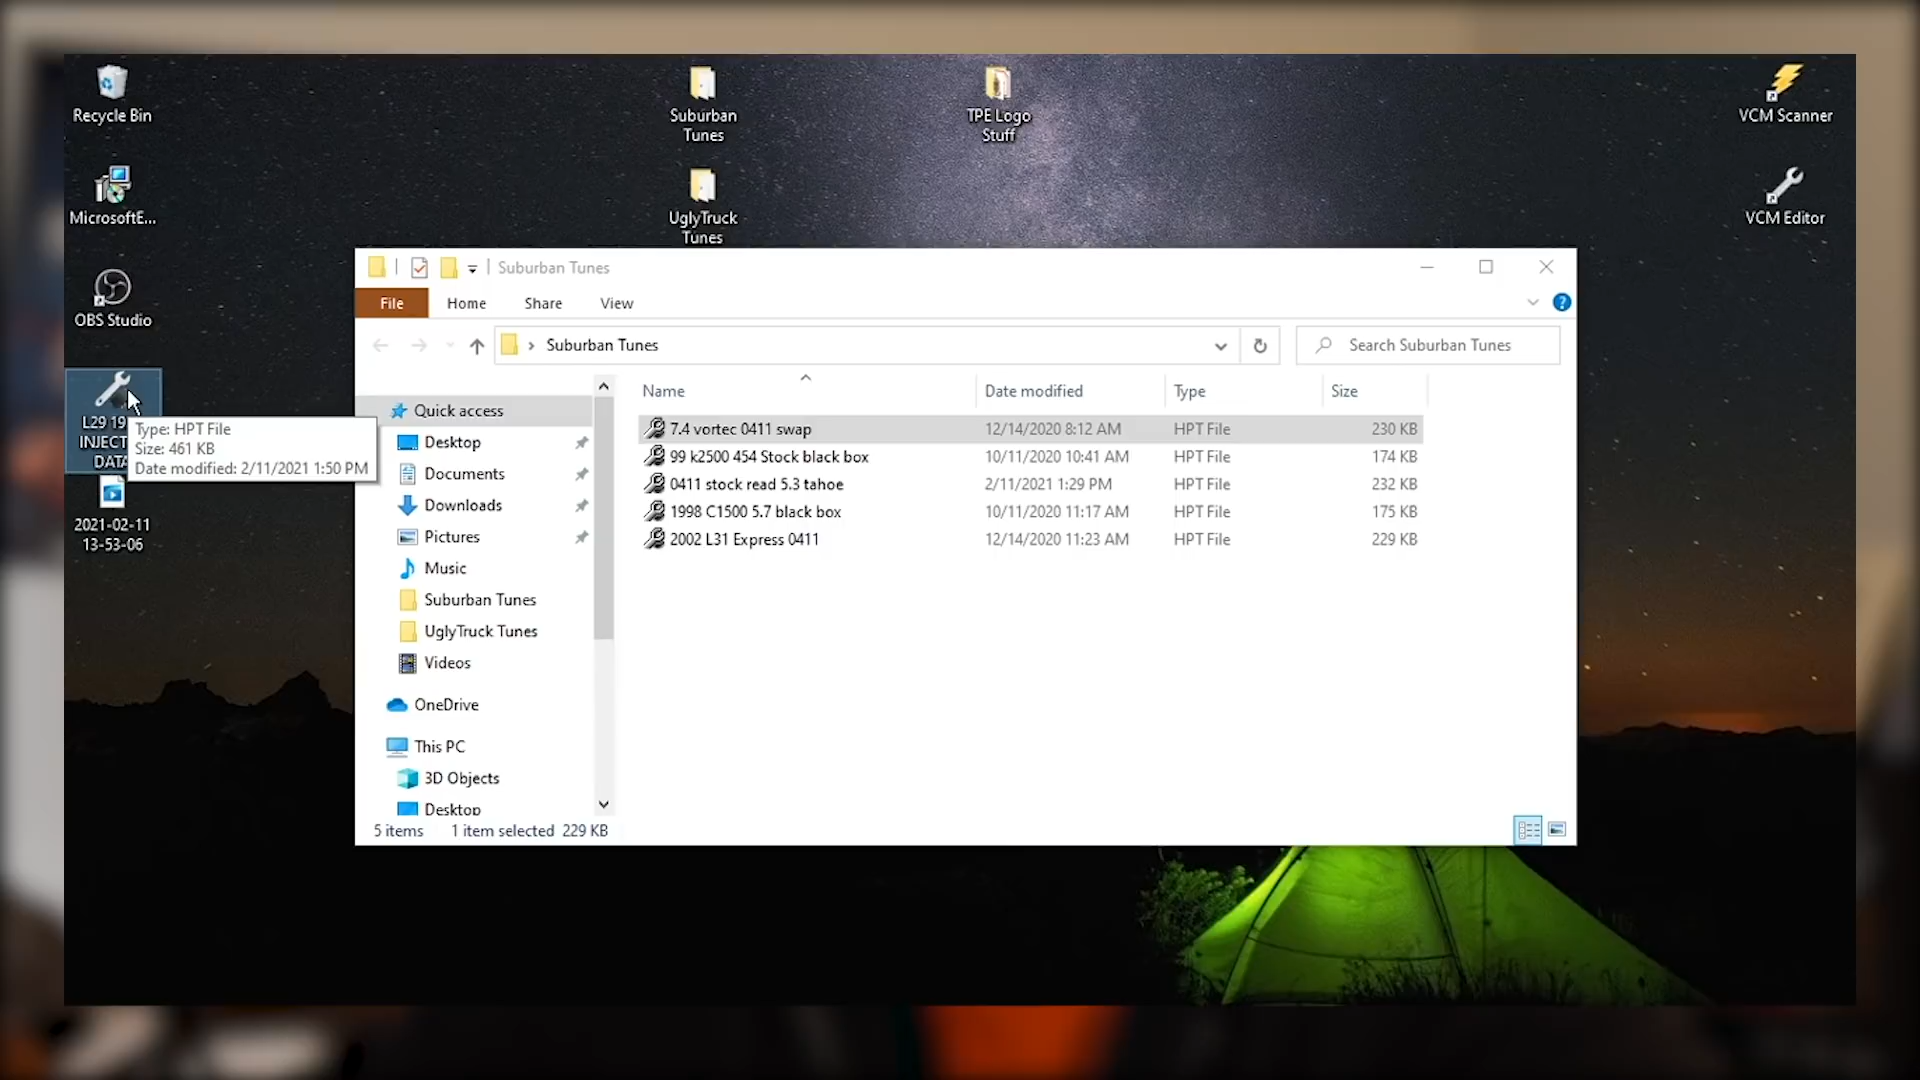 Recycle Bin
Suburban
Tunes
TPE Logo
Stuff
VCM Scanner
MicrosoftE...
UglyTruck
Tunes
VCM Editor
OBS Studio
L29 19
INJECT
DATA
Type: HPT File
Size: 461 KB
Date modified: 2/11/2021 1:50 PM
2021-02-11
13-53-06
Suburban Tunes
File Home Share View
Suburban Tunes
Search Suburban Tunes
Quick access
Desktop
Documents
Downloads
Pictures
Music
Suburban Tunes
UglyTruck Tunes
Videos
OneDrive
This PC
3D Objects
Desktop
Name Date modified Type Size
7.4 vortec 0411 swap 12/14/2020 8:12 AM HPT File 230 KB
99 k2500 454 Stock black box 10/11/2020 10:41 AM HPT File 174 KB
0411 stock read 5.3 tahoe 2/11/2021 1:29 PM HPT File 232 KB
1998 C1500 5.7 black box 10/11/2020 11:17 AM HPT File 175 KB
2002 L31 Express 0411 12/14/2020 11:23 AM HPT File 229 KB
5 items 1 item selected 229 KB